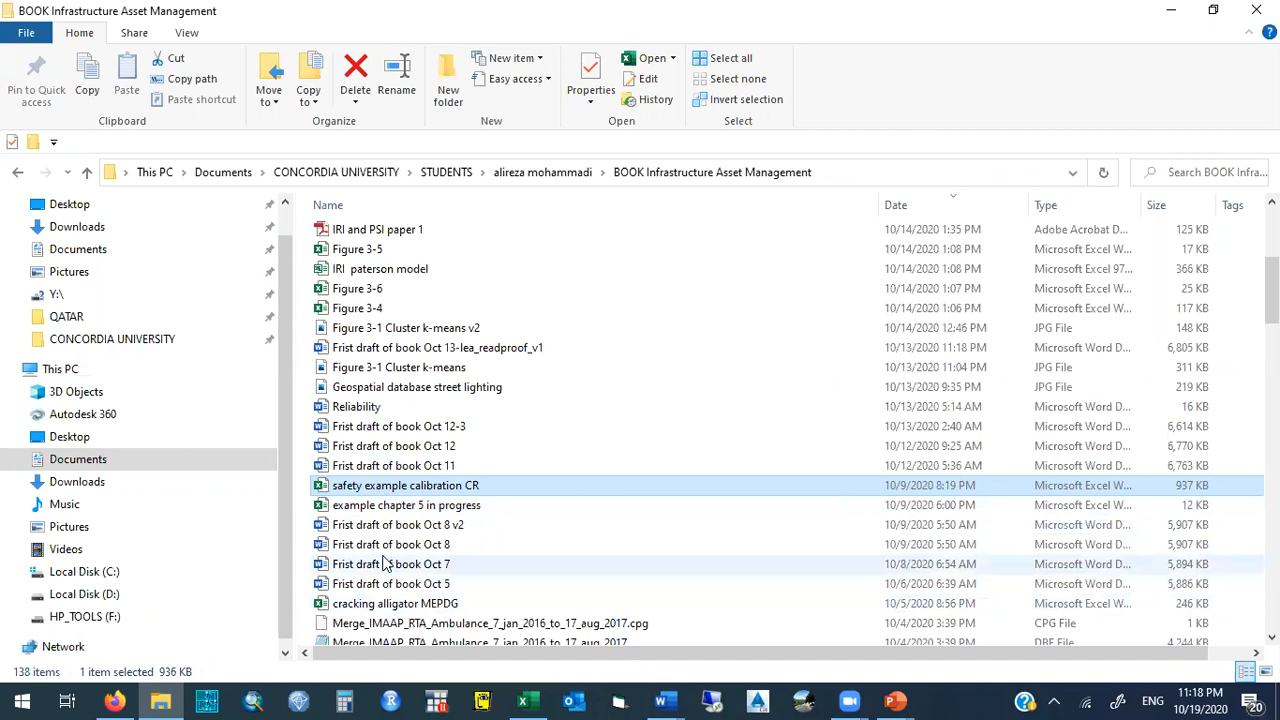 BOOK Infrastructure Asset Management
File Home Share View
Pin to Quick access
Copy
Paste
Cut
Copy path
Paste shortcut
Move to
Copy to
Delete
Rename
New folder
New item
Easy access
Properties
Open
Edit
History
Select all
Select none
Invert selection
Clipboard Organize New Open Select
This PC > Documents > CONCORDIA UNIVERSITY > STUDENTS > alireza mohammadi > BOOK Infrastructure Asset Management
Search BOOK Infra...
Desktop
Downloads
Documents
Pictures
Y:\
QATAR
CONCORDIA UNIVERSITY
This PC
3D Objects
Autodesk 360
Desktop
Documents
Downloads
Music
Pictures
Videos
Local Disk (C:)
Local Disk (D:)
HP_TOOLS (F:)
Network
Name Date Type Size Tags
IRI and PSI paper 1 10/14/2020 1:35 PM Adobe Acrobat D... 125 KB
Figure 3-5 10/14/2020 1:08 PM Microsoft Excel W... 17 KB
IRI paterson model 10/14/2020 1:08 PM Microsoft Excel 97... 366 KB
Figure 3-6 10/14/2020 1:07 PM Microsoft Excel W... 25 KB
Figure 3-4 10/14/2020 1:06 PM Microsoft Excel W... 117 KB
Figure 3-1 Cluster k-means v2 10/14/2020 12:46 PM JPG File 148 KB
Frist draft of book Oct 13-lea_readproof_v1 10/13/2020 11:18 PM Microsoft Word D... 6,805 KB
Figure 3-1 Cluster k-means 10/13/2020 11:04 PM JPG File 167 KB
Geospatial database street lighting 10/13/2020 9:35 PM JPG File 219 KB
Reliability 10/13/2020 5:14 AM Microsoft Word D... 16 KB
Frist draft of book Oct 12-3 10/13/2020 2:40 AM Microsoft Word D... 6,614 KB
Frist draft of book Oct 12 10/12/2020 9:25 AM Microsoft Word D... 6,770 KB
Frist draft of book Oct 11 10/12/2020 5:36 AM Microsoft Word D... 6,763 KB
safety example calibration CR 10/9/2020 8:19 PM Microsoft Excel W... 937 KB
example chapter 5 in progress 10/9/2020 6:00 PM Microsoft Excel W... 12 KB
Frist draft of book Oct 8 v2 10/9/2020 5:50 AM Microsoft Word D... 5,907 KB
Frist draft of book Oct 8 10/9/2020 5:50 AM Microsoft Word D... 5,907 KB
Frist draft of book Oct 7 10/8/2020 6:54 AM Microsoft Word D... 5,894 KB
Frist draft of book Oct 5 10/6/2020 6:39 AM Microsoft Word D... 5,886 KB
cracking alligator MEPDG 10/5/2020 8:56 PM Microsoft Excel W... 246 KB
Merge_IMAAP_RTA_Ambulance_7_jan_2016_to_17_aug_2017.cpg 10/4/2020 3:39 PM CPG File 1 KB
Merge_IMAAP_RTA_Ambulance_7_jan_2016_to_17_aug_2017 10/4/2020 3:39 PM DBF File 4,244 KB
138 items 1 item selected 936 KB
ENG
11:18 PM
10/19/2020
20